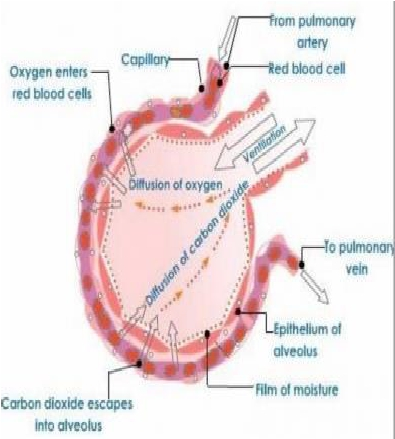 From pulmonary
artery
Capillary
Red blood cell
Oxygen enters
red blood cells
Ventilation
Diffusion of oxygen
Diffusion of carbon dioxide
To pulmonary
vein
Epithelium of
alveolus
Film of moisture
Carbon dioxide escapes
into alveolus